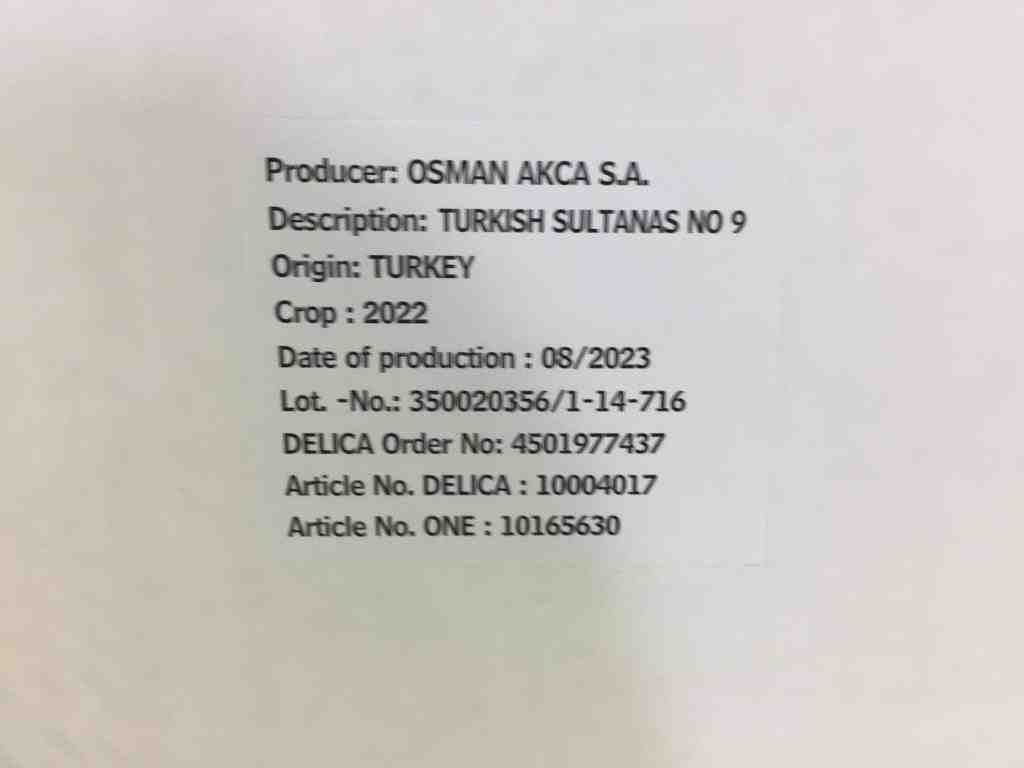 Producer: OSMAN AKCA S.A.
Description: TURKISH SULTANAS NO 9
Origin: TURKEY
Crop : 2022
Date of production : 08/2023
Lot. -No.: 350020356/1-14-716
DELICA Order No: 4501977437
Article No. DELICA : 10004017
Article No. ONE : 10165630